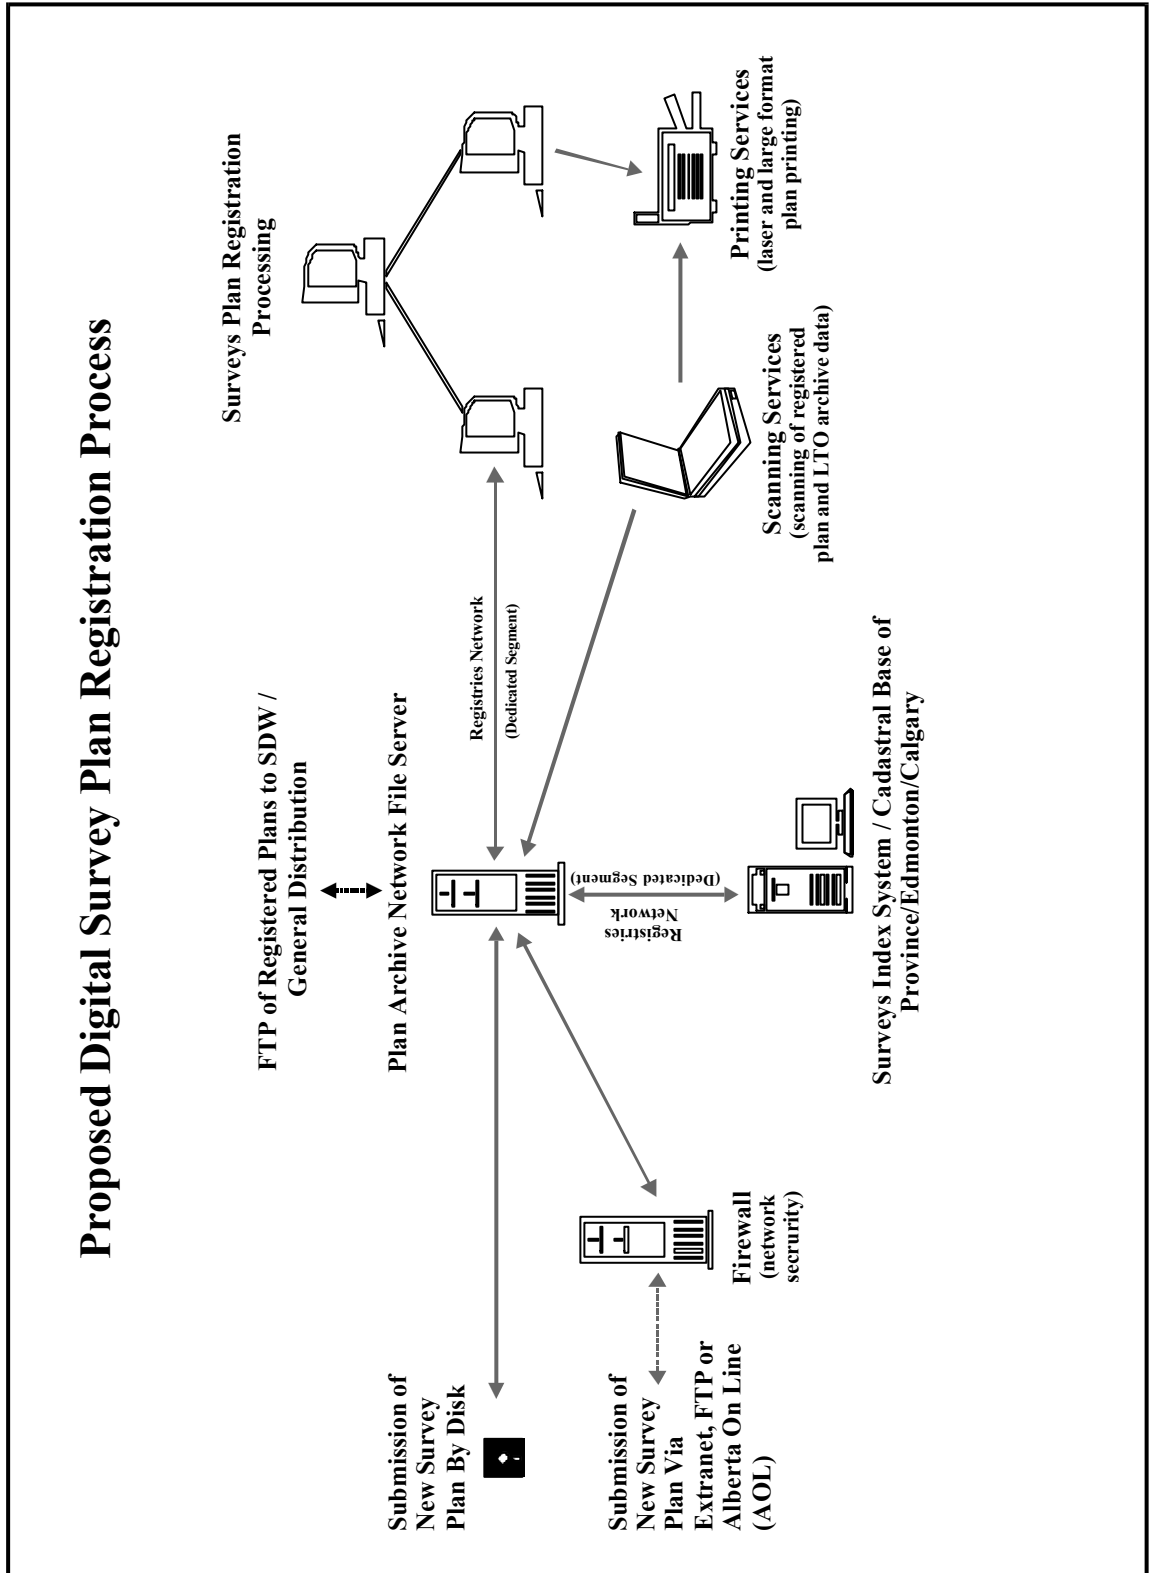 Proposed Digital Survey Plan Registration Process
FTP of Registered Plans to SDW /
General Distribution
Surveys Plan Registration
Processing
Submission of
New Survey
Plan By Disk
Plan Archive Network File Server
Registries Network
(Dedicated Segment)
Submission of
New Survey
Plan Via
Extranet, FTP or
Alberta On Line
(AOL)
Firewall
(network
secrurity)
Registries
Network
(Dedicated Segment)
Surveys Index System / Cadastral Base of
Province/Edmonton/Calgary
Scanning Services
(scanning of registered
plan and LTO archive data)
Printing Services
(laser and large format
plan printing)